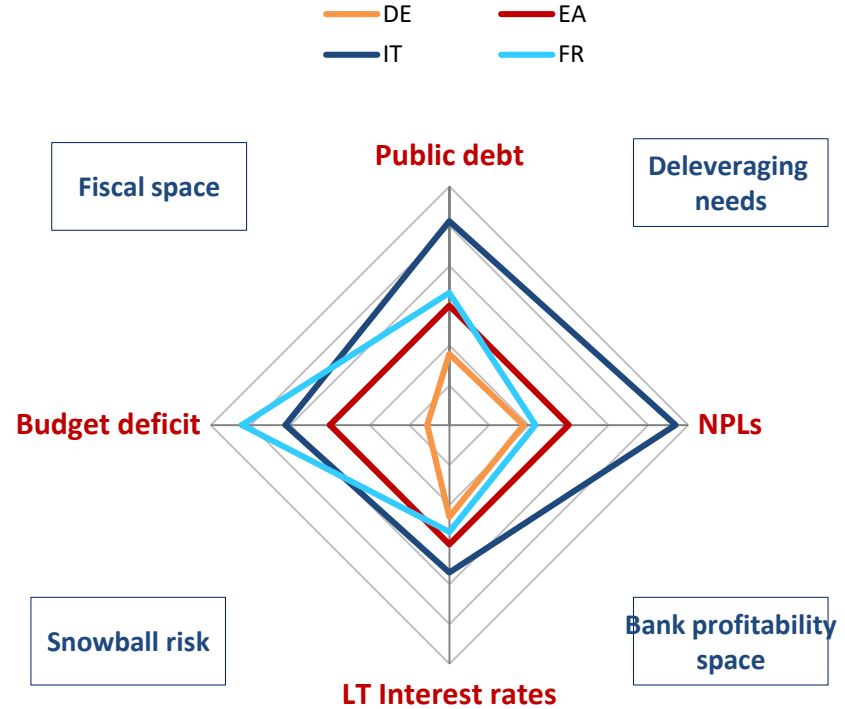 DE
EA
IT
FR
Public debt
Fiscal space
Deleveraging
needs
Budget deficit
NPLs
Snowball risk
Bank profitability
space
LT Interest rates